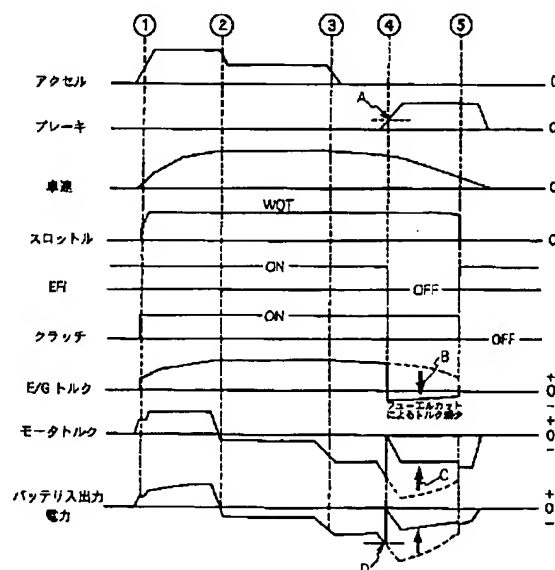 ① ② ③ ④ ⑤
アクセル 0
A
ブレーキ 0
車速 0
WOT
スロットル 0
ON
EFI OFF
ON
クラッチ OFF
B
+
E/Gトルク 0
-
フューエルカット
によるトルク減少
+
モータトルク 0
-
C
バッテリ入出力
電力
+
0
-
D